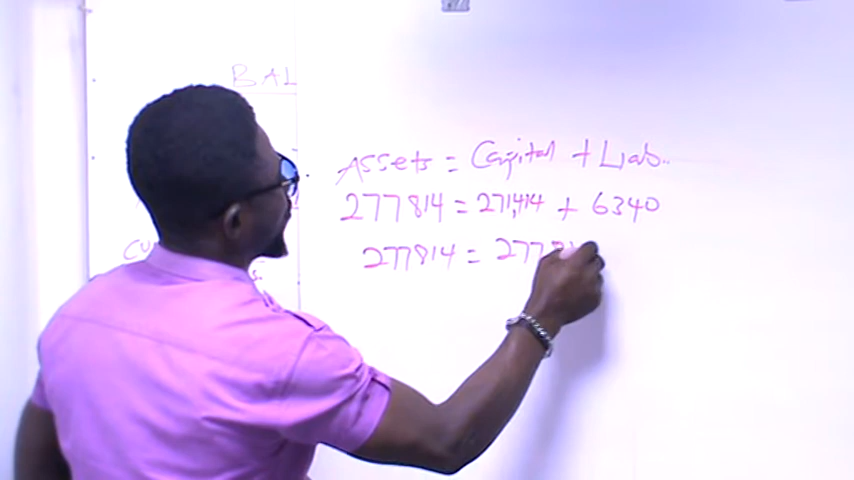 BAL
Assets = Capital + Liab..
277814 = 271,414 + 6340
277814 = 277